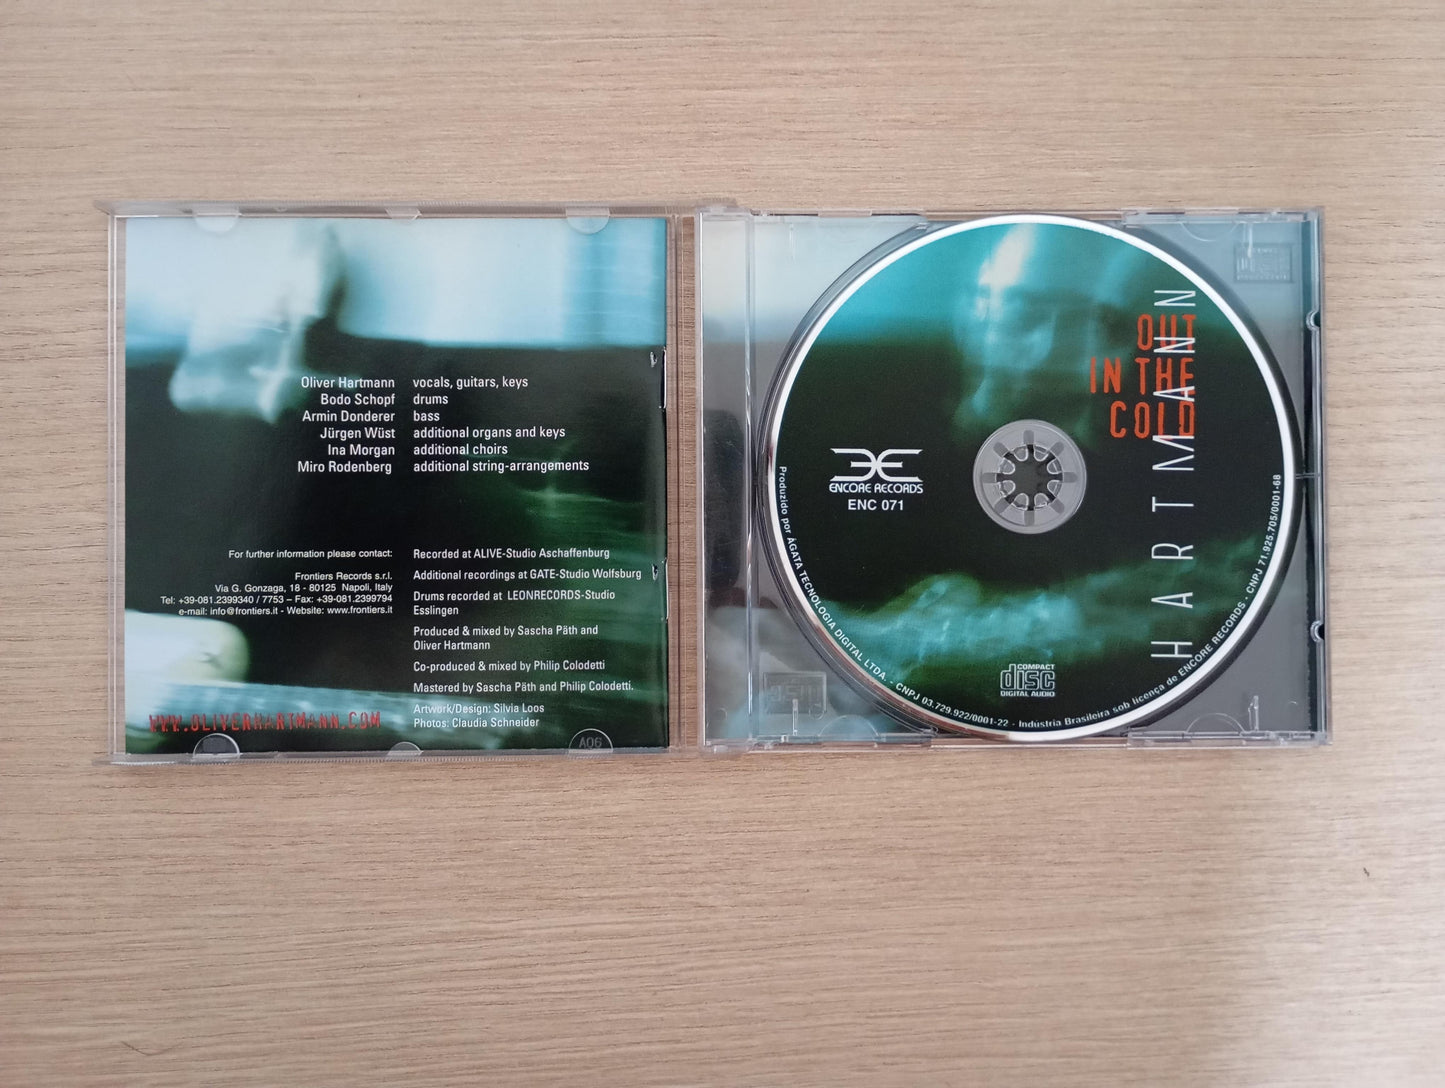 Oliver Hartmann vocals, guitars, keys
Bodo Schopf drums
Armin Donderer bass
Jürgen Wüst additional organs and keys
Ina Morgan additional choirs
Miro Rodenberg additional string-arrangements
For further information please contact:
Frontiers Records s.r.l.
Via G. Gonzaga, 18 - 80125 Napoli, Italy
Tel: +39-081.2399340 / 7753 – Fax: +39-081.2399794
e-mail: info@frontiers.it - Website: www.frontiers.it
Recorded at ALIVE-Studio Aschaffenburg
Additional recordings at GATE-Studio Wolfsburg
Drums recorded at LEONRECORDS-Studio
Esslingen
Produced & mixed by Sascha Päth and
Oliver Hartmann
Co-produced & mixed by Philip Colodetti
Mastered by Sascha Päth and Philip Colodetti.
Artwork/Design: Silvia Loos
Photos: Claudia Schneider
WWW.OLIVERHARTMANN.COM
A06
HARTMANN
OUT
IN THE
COLD
ENCORE RECORDS
ENC 071
COMPACT
disc
DIGITAL AUDIO
Produzido por ÁGATA TECNOLOGIA DIGITAL LTDA. - CNPJ 03.729.922/0001-22 - Indústria Brasileira sob licença de ENCORE RECORDS - CNPJ 71.925.705/0001-68